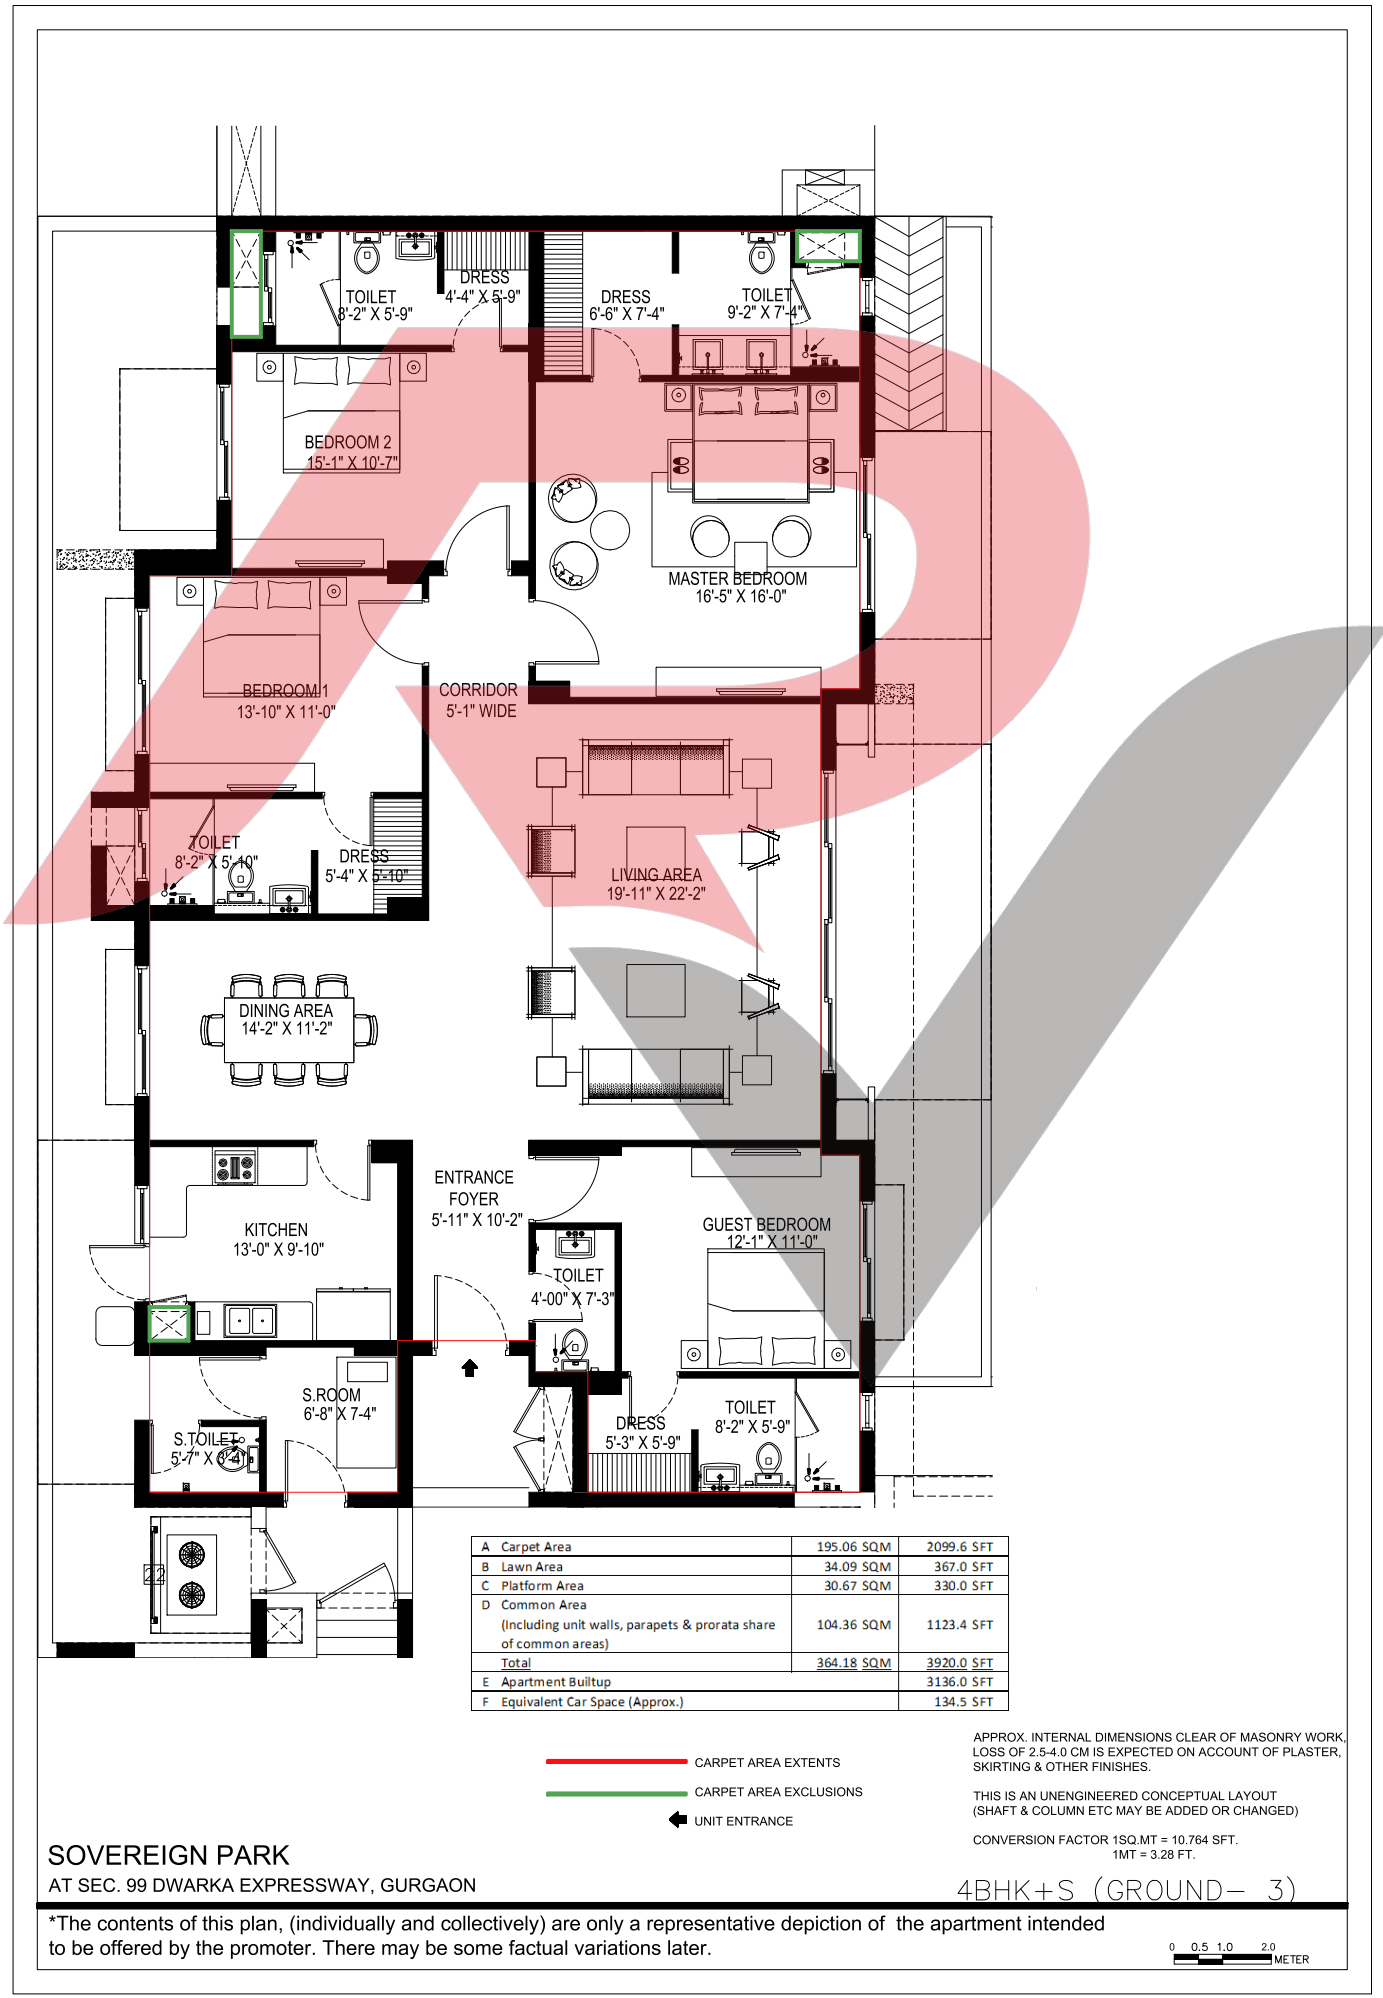 DRESS
4'-4" X 5'-9"
TOILET
8'-2" X 5'-9"
DRESS
6'-6" X 7'-4"
TOILET
9'-2" X 7'-4"
BEDROOM 2
15'-1" X 10'-7"
MASTER BEDROOM
16'-5" X 16'-0"
BEDROOM 1
13'-10" X 11'-0"
CORRIDOR
5'-1" WIDE
TOILET
8'-2" X 5'-10"
DRESS
5'-4" X 5'-10"
LIVING AREA
19'-11" X 22'-2"
DINING AREA
14'-2" X 11'-2"
ENTRANCE
FOYER
5'-11" X 10'-2"
KITCHEN
13'-0" X 9'-10"
GUEST BEDROOM
12'-1" X 11'-0"
TOILET
4'-00" X 7'-3"
S.ROOM
6'-8" X 7-4"
S.TOILET
5'-7" X 3'-4"
DRESS
5'-3" X 5'-9"
TOILET
8'-2" X 5'-9"
22
A Carpet Area 195.06 SQM 2099.6 SFT
B Lawn Area 34.09 SQM 367.0 SFT
C Platform Area 30.67 SQM 330.0 SFT
D Common Area
(Including unit walls, parapets & prorata share 104.36 SQM 1123.4 SFT
of common areas)
Total 364.18 SQM 3920.0 SFT
E Apartment Builtup 3136.0 SFT
F Equivalent Car Space (Approx.) 134.5 SFT
CARPET AREA EXTENTS
CARPET AREA EXCLUSIONS
UNIT ENTRANCE
APPROX. INTERNAL DIMENSIONS CLEAR OF MASONRY WORK,
LOSS OF 2.5-4.0 CM IS EXPECTED ON ACCOUNT OF PLASTER,
SKIRTING & OTHER FINISHES.
THIS IS AN UNENGINEERED CONCEPTUAL LAYOUT
(SHAFT & COLUMN ETC MAY BE ADDED OR CHANGED)
CONVERSION FACTOR 1SQ.MT = 10.764 SFT.
1MT = 3.28 FT.
SOVEREIGN PARK
AT SEC. 99 DWARKA EXPRESSWAY, GURGAON
4BHK+S (GROUND- 3)
*The contents of this plan, (individually and collectively) are only a representative depiction of the apartment intended
to be offered by the promoter. There may be some factual variations later.
0 0.5 1.0 2.0
METER